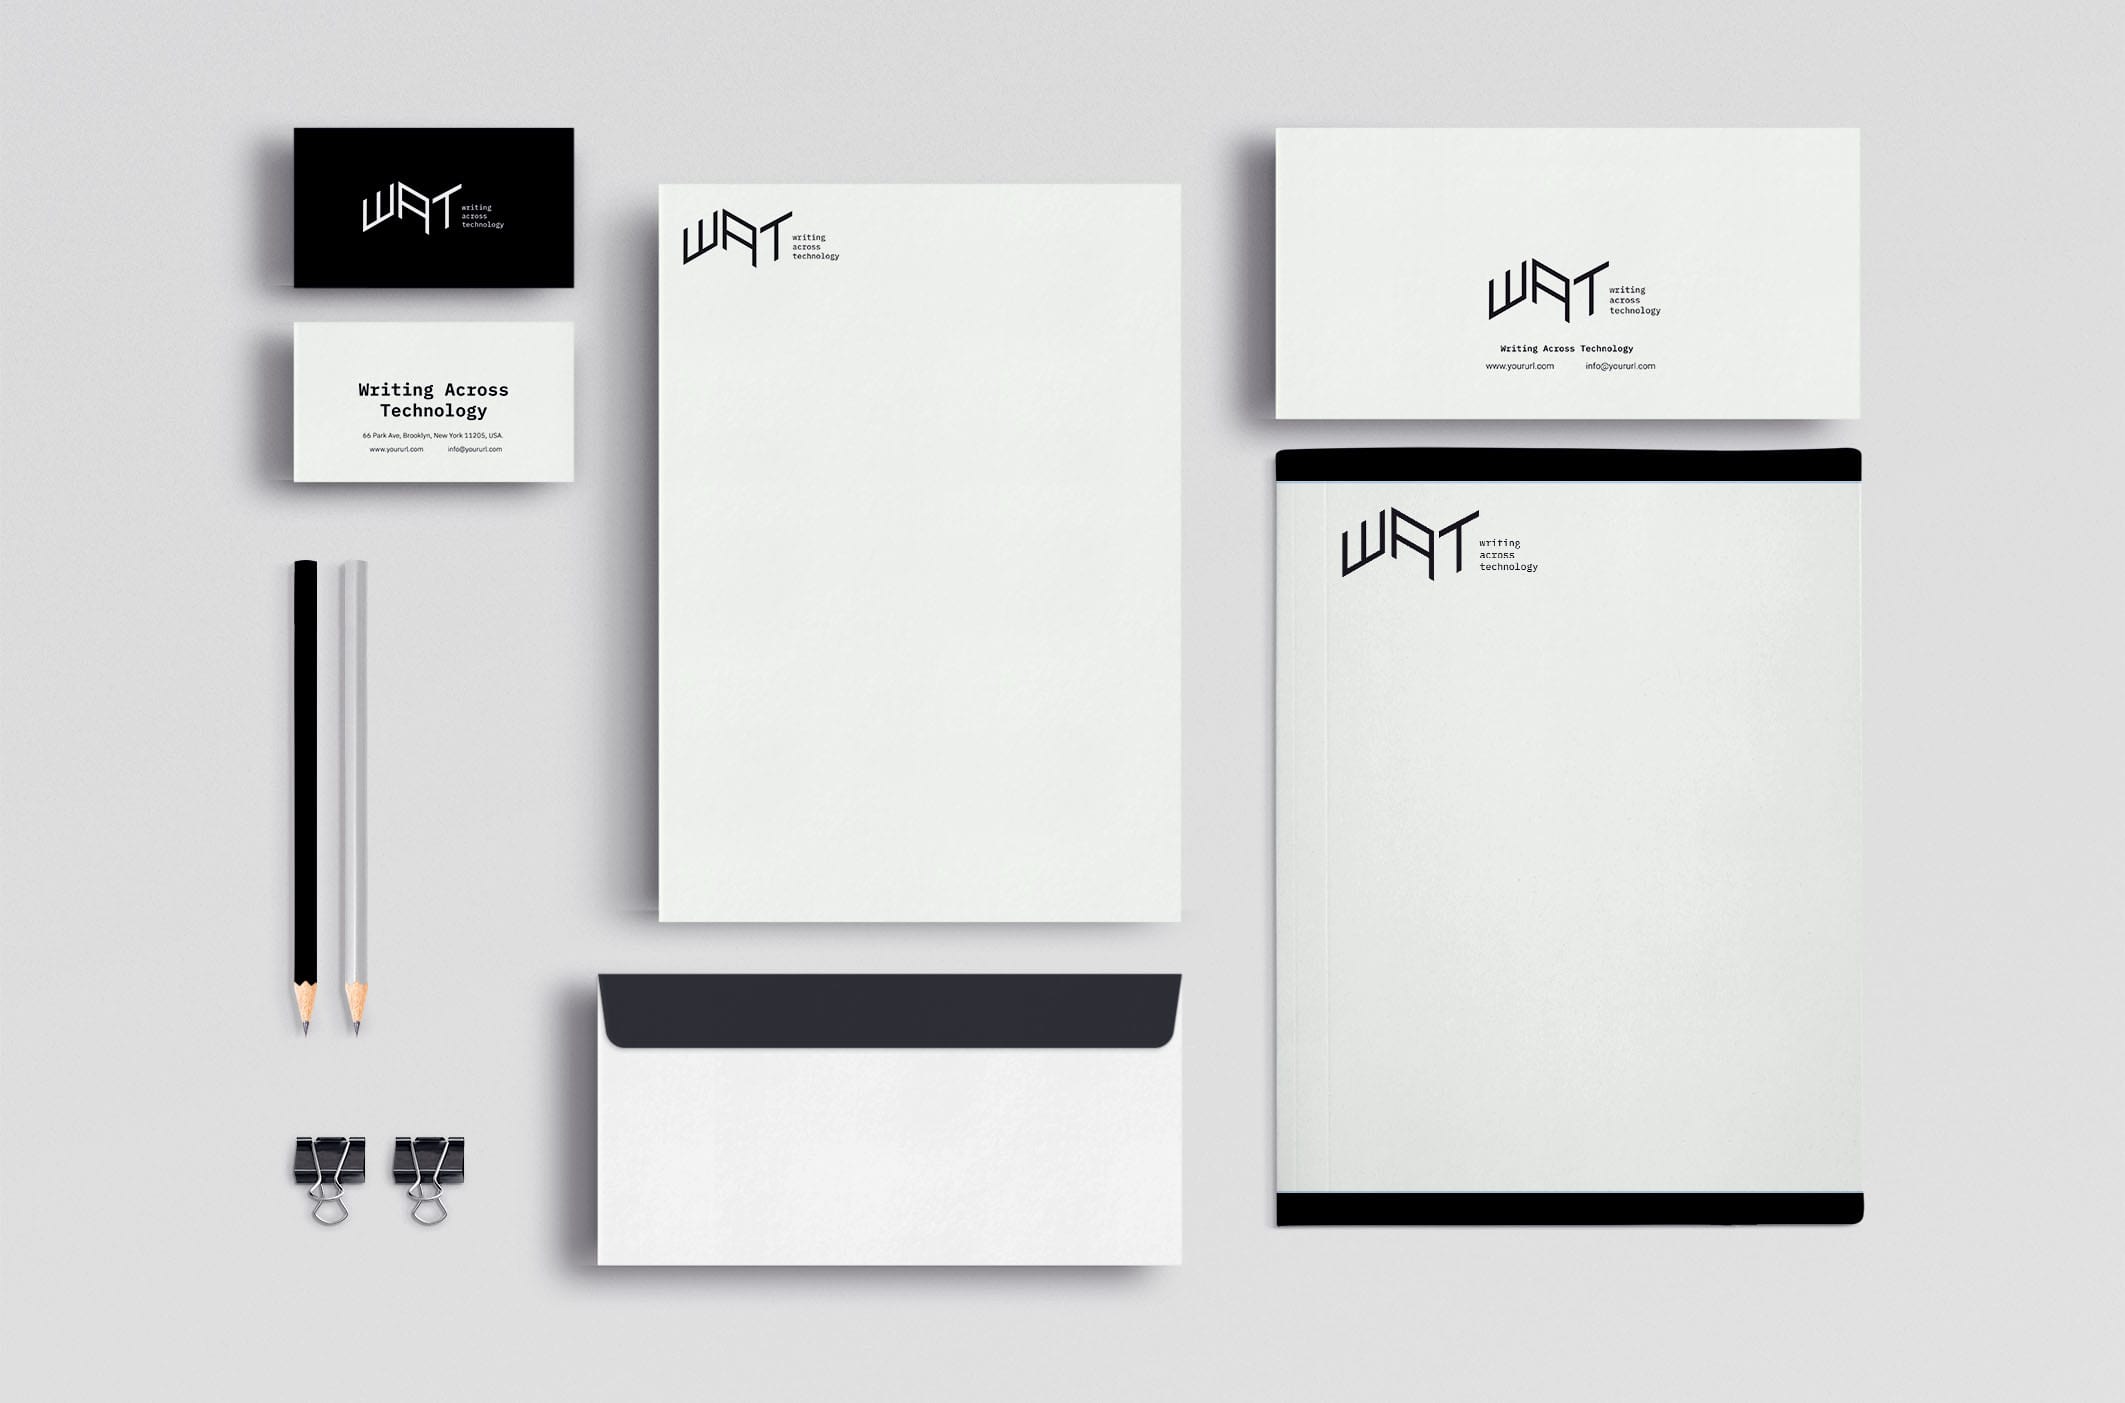 WAT
writing
across
technology
Writing Across
Technology
66 Park Ave, Brooklyn, New York 11205, USA.
www.yoururl.com info@yoururl.com
WAT
writing
across
technology
WAT
writing
across
technology
Writing Across Technology
www.yoururl.com info@yoururl.com
WAT
writing
across
technology